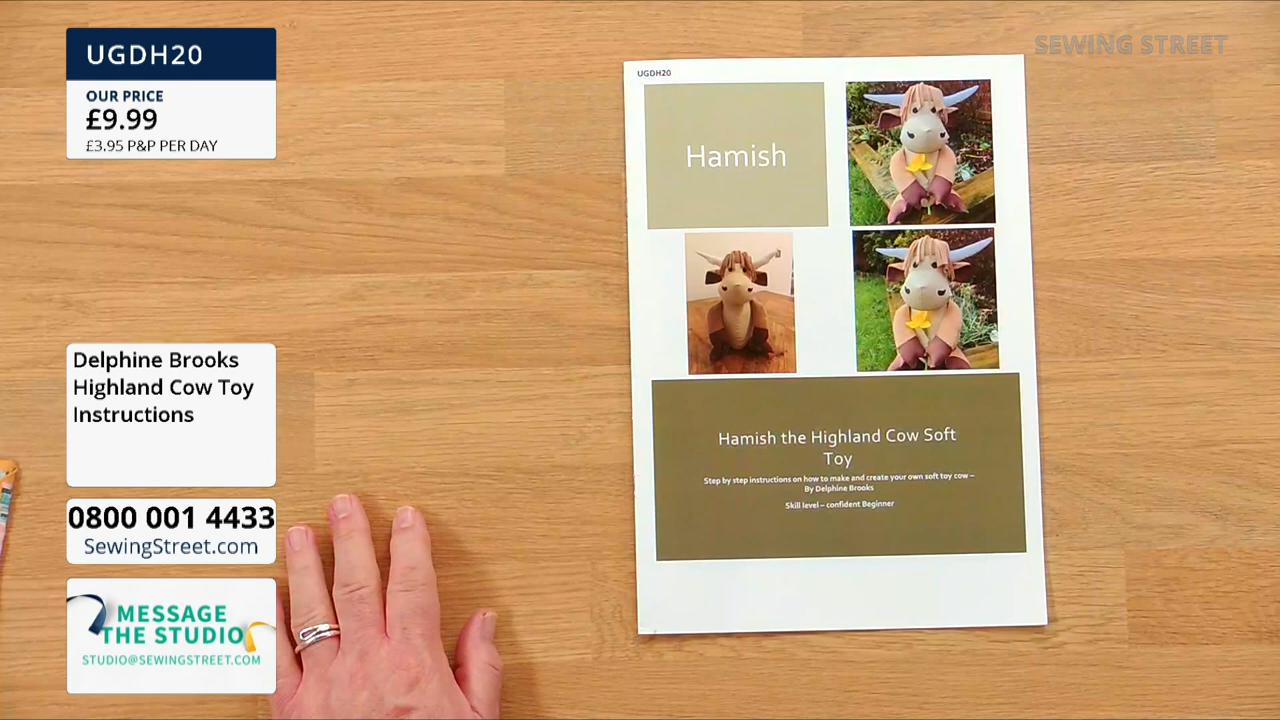 UGDH20
OUR PRICE
£9.99
£3.95 P&P PER DAY
Delphine Brooks
Highland Cow Toy
Instructions
0800 001 4433
SewingStreet.com
MESSAGE
THE STUDIO
STUDIO@SEWINGSTREET.COM
SEWING STREET
UGDH20
Hamish
Hamish the Highland Cow Soft
Toy
Step by step instructions on how to make and create your own soft toy cow –
By Delphine Brooks
Skill level – confident Beginner